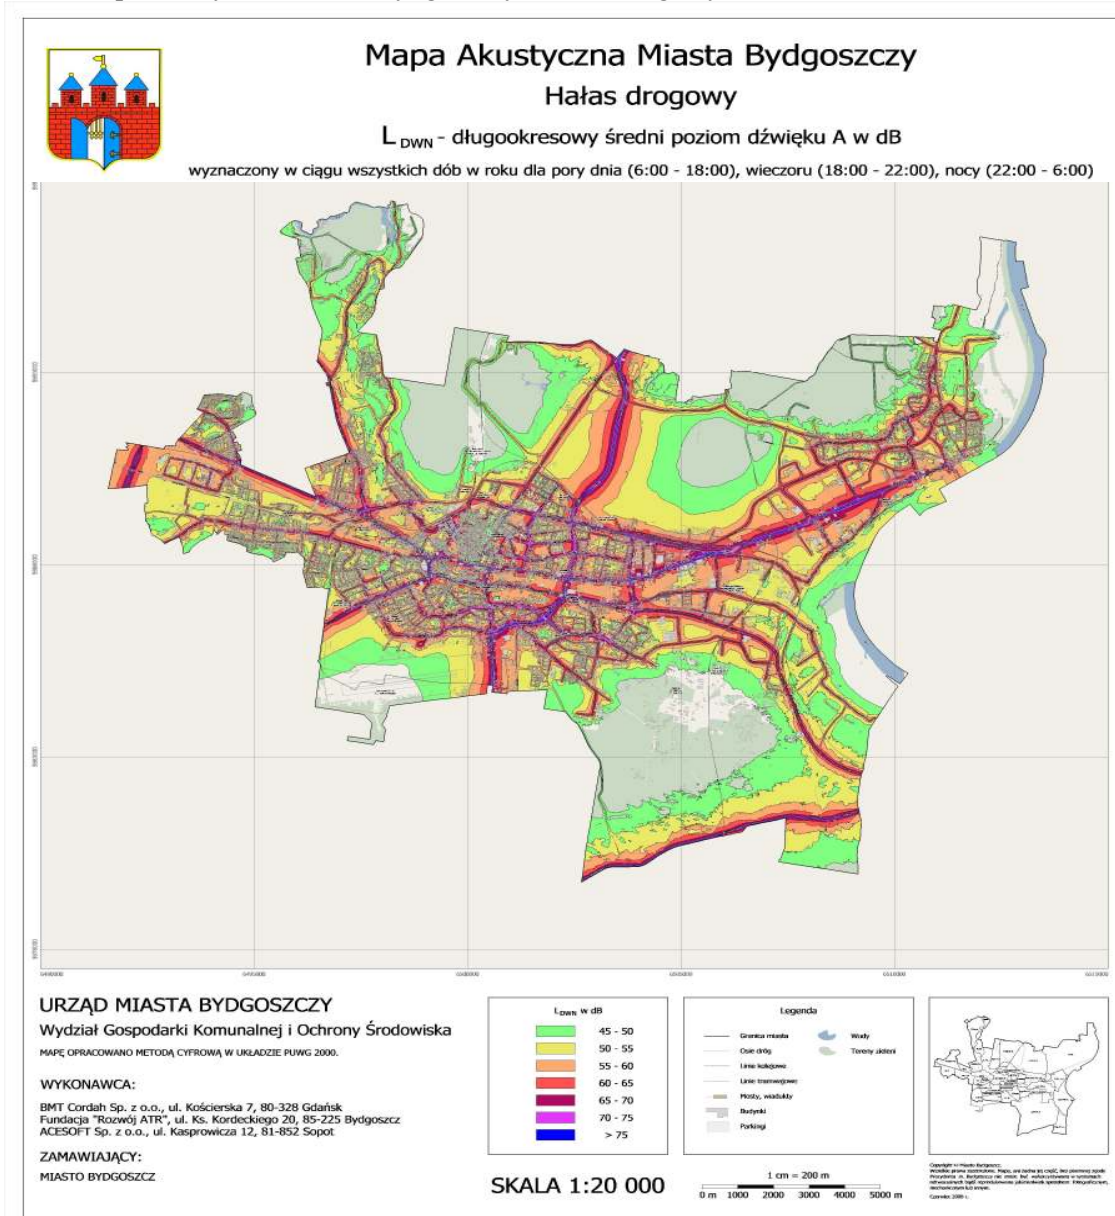 Mapa Akustyczna Miasta Bydgoszczy
Hałas drogowy
L DWN - długookresowy średni poziom dźwięku A w dB
wyznaczony w ciągu wszystkich dób w roku dla pory dnia (6:00 - 18:00), wieczoru (18:00 - 22:00), nocy (22:00 - 6:00)
URZĄD MIASTA BYDGOSZCZY
Wydział Gospodarki Komunalnej i Ochrony Środowiska
MAPĘ OPRACOWANO METODĄ CYFROWĄ W UKŁADZIE PUWG 2000.
WYKONAWCA:
BMT Cordah Sp. z o.o., ul. Kościerska 7, 80-328 Gdańsk
Fundacja "Rozwój ATR", ul. Ks. Kordeckiego 20, 85-225 Bydgoszcz
ACESOFT Sp. z o.o., ul. Kasprowicza 12, 81-852 Sopot
ZAMAWIAJĄCY:
MIASTO BYDGOSZCZ
LDWN w dB
45 - 50
50 - 55
55 - 60
60 - 65
65 - 70
70 - 75
> 75
SKALA 1:20 000
Legenda
Granica miasta
Osie dróg
Linie kolejowe
Linie tramwajowe
Mosty, wiadukty
Budynki
Parkingi
Wody
Tereny zieleni
1 cm = 200 m
0 m 1000 2000 3000 4000 5000 m
Copyright © Miasto Bydgoszcz.